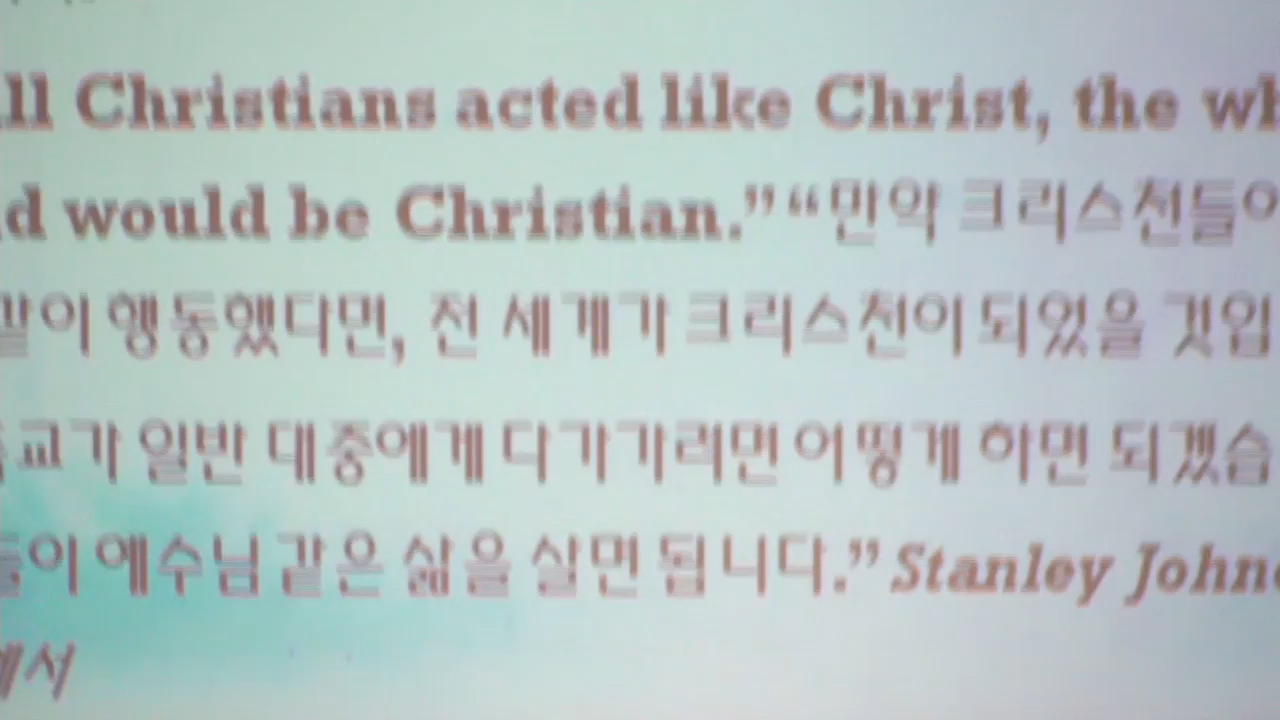 ll Christians acted like Christ, the wh
d would be Christian.” “만약 크리스천들이
같이 행동했다면, 전 세계가 크리스천이 되었을 것입
교가 일반 대중에게 다가가려면 어떻게 하면 되겠습
들이 예수님 같은 삶을 살면 됩니다.” Stanley Johne
에서